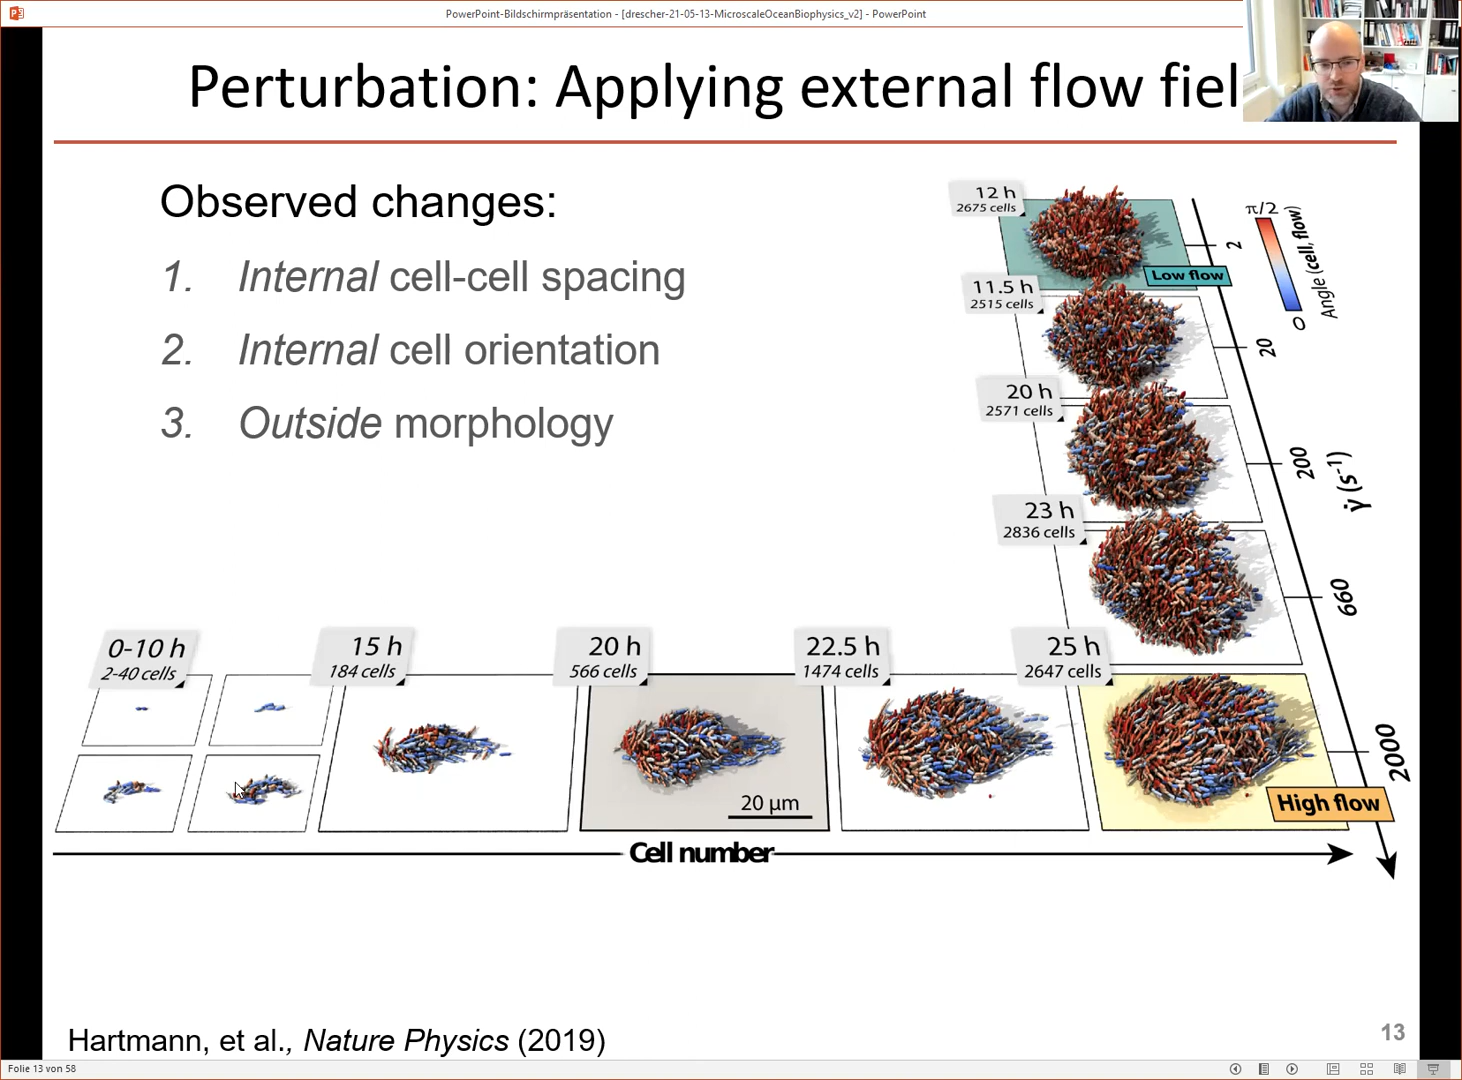 PowerPoint-Bildschirmpräsentation - [drescher-21-05-13-MicroscaleOceanBiophysics_v2] - PowerPoint
Perturbation: Applying external flow fiel
Observed changes:
1. Internal cell-cell spacing
2. Internal cell orientation
3. Outside morphology
12 h
2675 cells
Low flow
2
π/2
0
Angle (cell, flow)
11.5 h
2515 cells
20
20 h
2571 cells
200
γ̇ (s⁻¹)
23 h
2836 cells
660
0-10 h
2-40 cells
15 h
184 cells
20 h
566 cells
22.5 h
1474 cells
25 h
2647 cells
2000
20 µm
High flow
Cell number
Hartmann, et al., Nature Physics (2019)
13
Folie 13 von 58